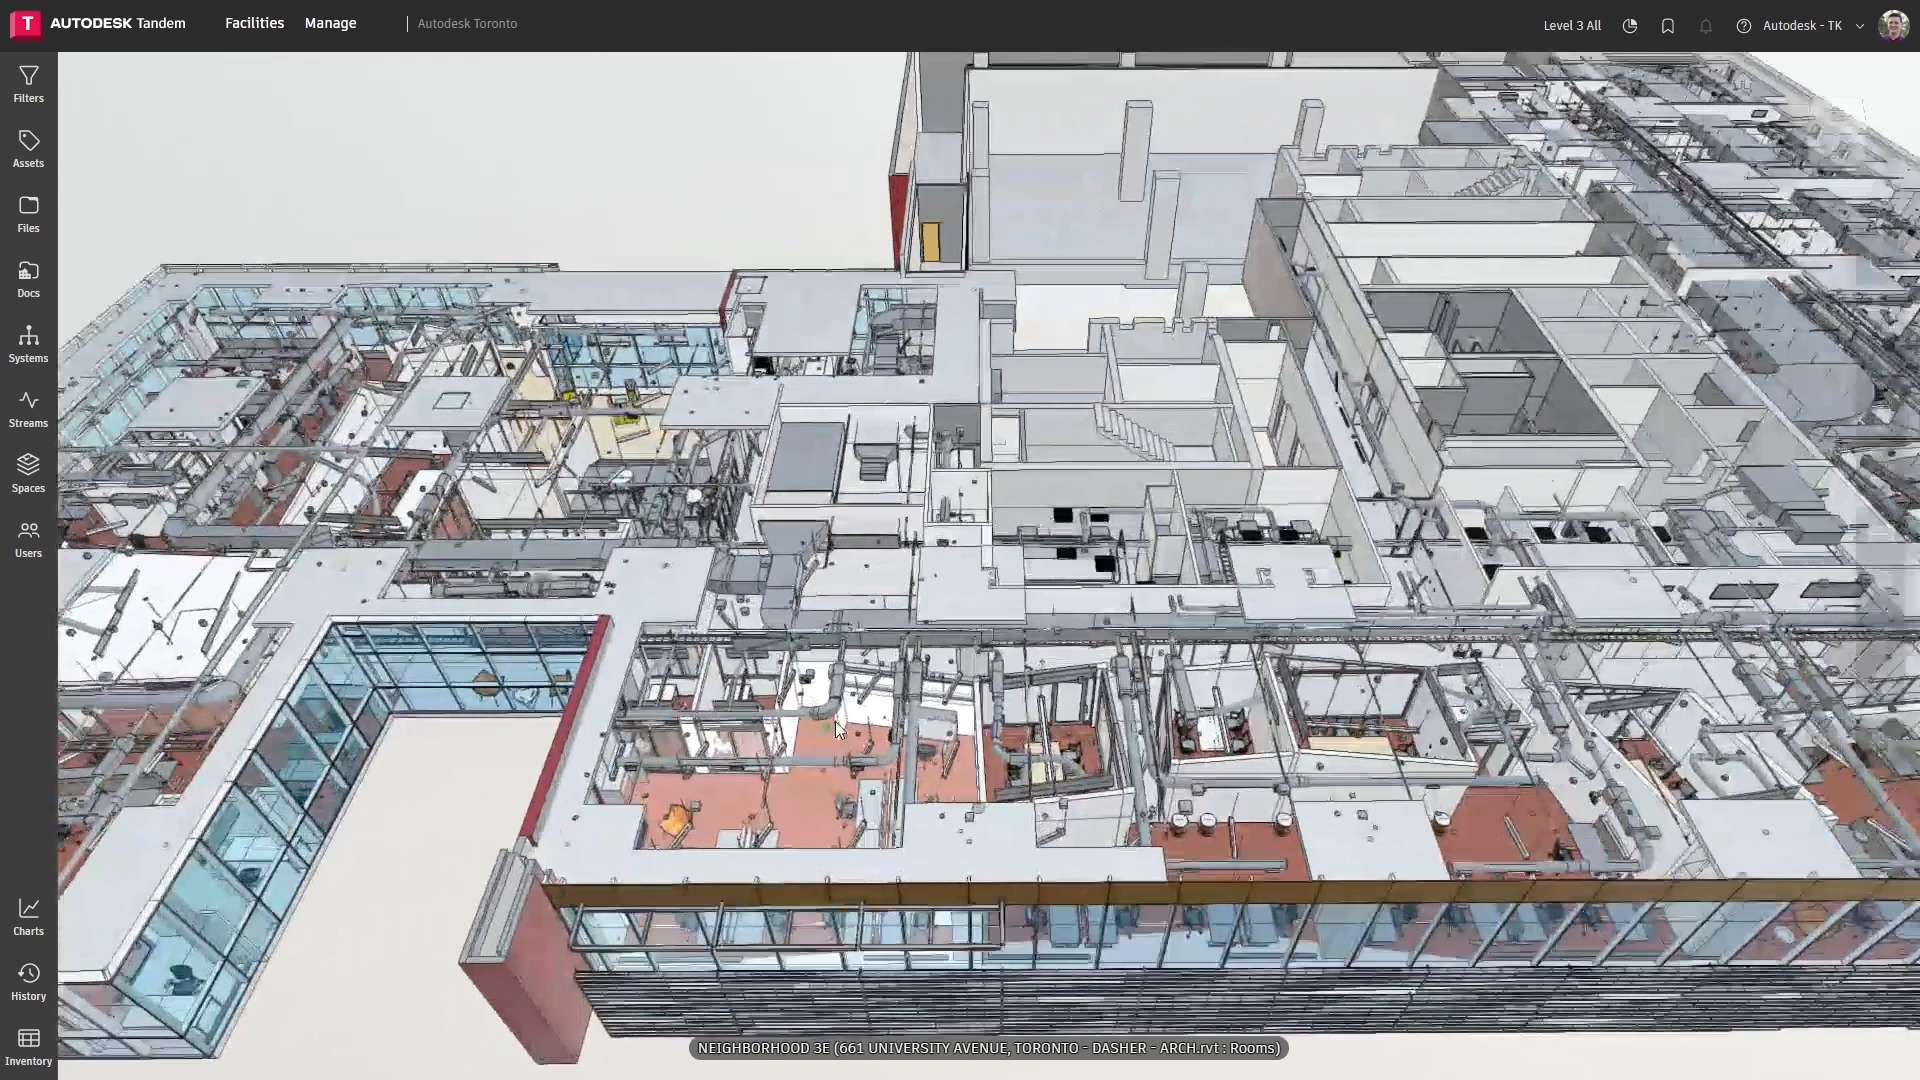 T AUTODESK Tandem
Facilities
Manage
Autodesk Toronto
Level 3 All
Autodesk - TK
Filters
Assets
Files
Docs
Systems
Streams
Spaces
Users
Charts
History
Inventory
NEIGHBORHOOD 3E (661 UNIVERSITY AVENUE, TORONTO - DASHER - ARCH.rvt : Rooms)